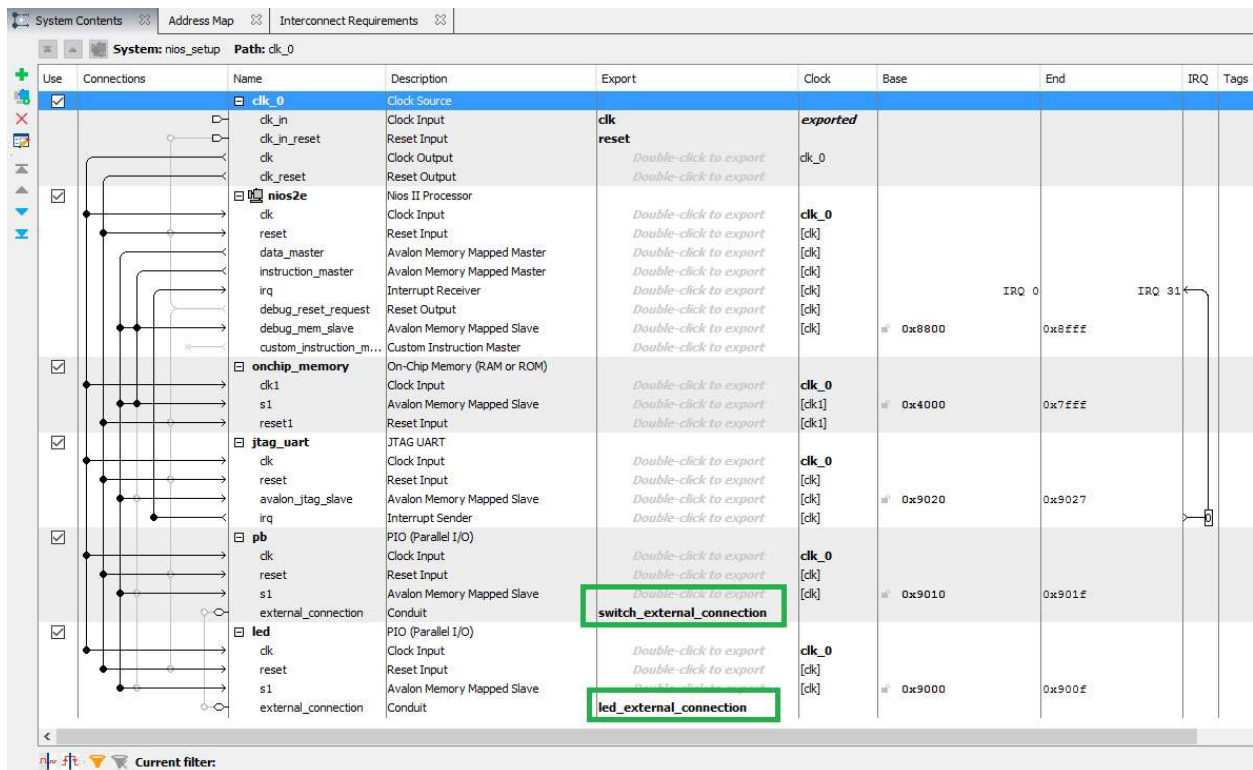 System Contents Address Map Interconnect Requirements
System: nios_setup Path: clk_0
Use Connections Name Description Export Clock Base End IRQ Tags
clk_0 Clock Source
clk_in Clock Input clk exported
clk_in_reset Reset Input reset
clk Clock Output Double-click to export clk_0
clk_reset Reset Output Double-click to export
nios2e Nios II Processor
clk Clock Input Double-click to export clk_0
reset Reset Input Double-click to export [clk]
data_master Avalon Memory Mapped Master Double-click to export [clk]
instruction_master Avalon Memory Mapped Master Double-click to export [clk]
irq Interrupt Receiver Double-click to export [clk] IRQ 0 IRQ 31
debug_reset_request Reset Output Double-click to export [clk]
debug_mem_slave Avalon Memory Mapped Slave Double-click to export [clk] 0x8800 0x8fff
custom_instruction_m... Custom Instruction Master Double-click to export
onchip_memory On-Chip Memory (RAM or ROM)
clk1 Clock Input Double-click to export clk_0
s1 Avalon Memory Mapped Slave Double-click to export [clk1] 0x4000 0x7fff
reset1 Reset Input Double-click to export [clk1]
jtag_uart JTAG UART
clk Clock Input Double-click to export clk_0
reset Reset Input Double-click to export [clk]
avalon_jtag_slave Avalon Memory Mapped Slave Double-click to export [clk] 0x9020 0x9027
irq Interrupt Sender Double-click to export [clk] 0
pb PIO (Parallel I/O)
clk Clock Input Double-click to export clk_0
reset Reset Input Double-click to export [clk]
s1 Avalon Memory Mapped Slave Double-click to export [clk] 0x9010 0x901f
external_connection Conduit switch_external_connection
led PIO (Parallel I/O)
clk Clock Input Double-click to export clk_0
reset Reset Input Double-click to export [clk]
s1 Avalon Memory Mapped Slave Double-click to export [clk] 0x9000 0x900f
external_connection Conduit led_external_connection
Current filter: